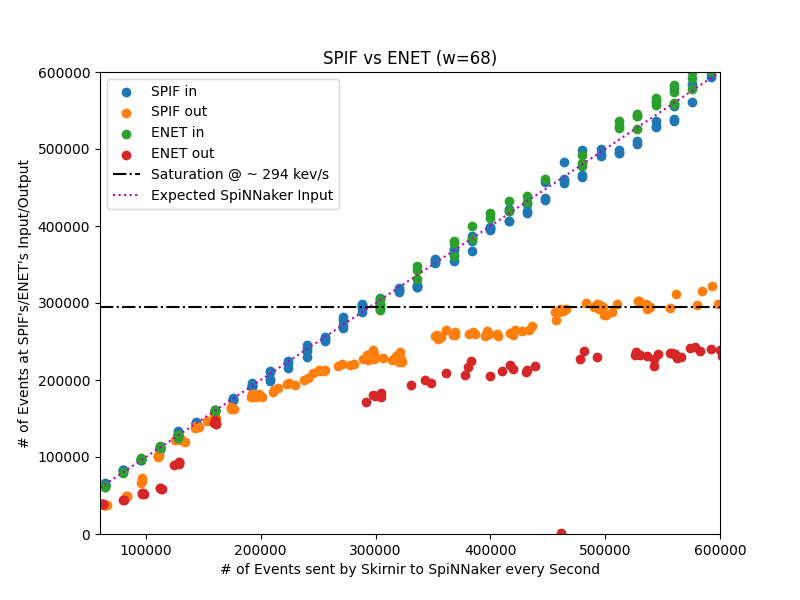 SPIF vs ENET (w=68)
SPIF in
SPIF out
ENET in
ENET out
Saturation @ ~ 294 kev/s
Expected SpiNNaker Input
# of Events at SPIF's/ENET's Input/Output
600000
500000
400000
300000
200000
100000
0
100000 200000 300000 400000 500000 600000
# of Events sent by Skirnir to SpiNNaker every Second